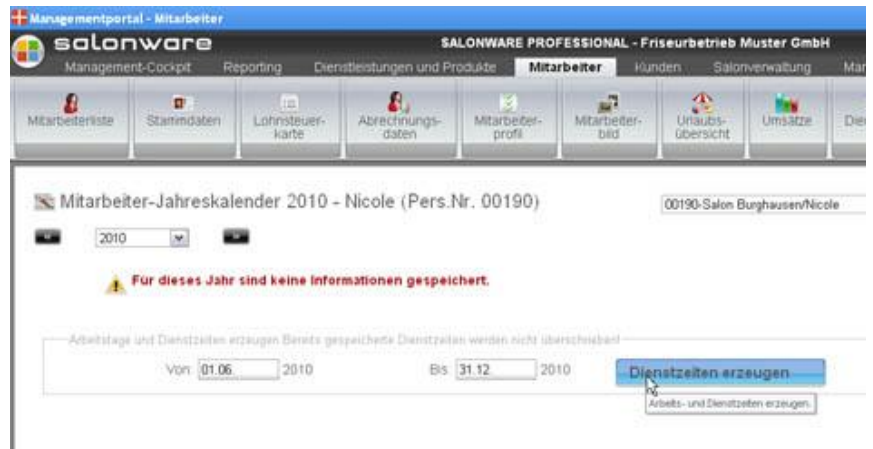 Managementportal - Mitarbeiter
salonware SALONWARE PROFESSIONAL - Friseurbetrieb Muster GmbH
Management-Cockpit Reporting Dienstleistungen und Produkte Mitarbeiter Kunden Salonverwaltung Mar
Mitarbeiterliste Stammdaten Lohnsteuer- Abrechnungs- Mitarbeiter- Mitarbeiter- Urlaubs- Umsätze Die
karte daten profil bild übersicht
Mitarbeiter-Jahreskalender 2010 - Nicole (Pers.Nr. 00190) 00190-Salon Burghausen/Nicole
2010
Für dieses Jahr sind keine Informationen gespeichert.
Arbeitstage und Dienstzeiten erzeugen Bereits gespeicherte Dienstzeiten werden nicht überschrieben!
Von: 01.06. 2010 Bis: 31.12. 2010 Dienstzeiten erzeugen
Arbeits- und Dienstzeiten erzeugen.